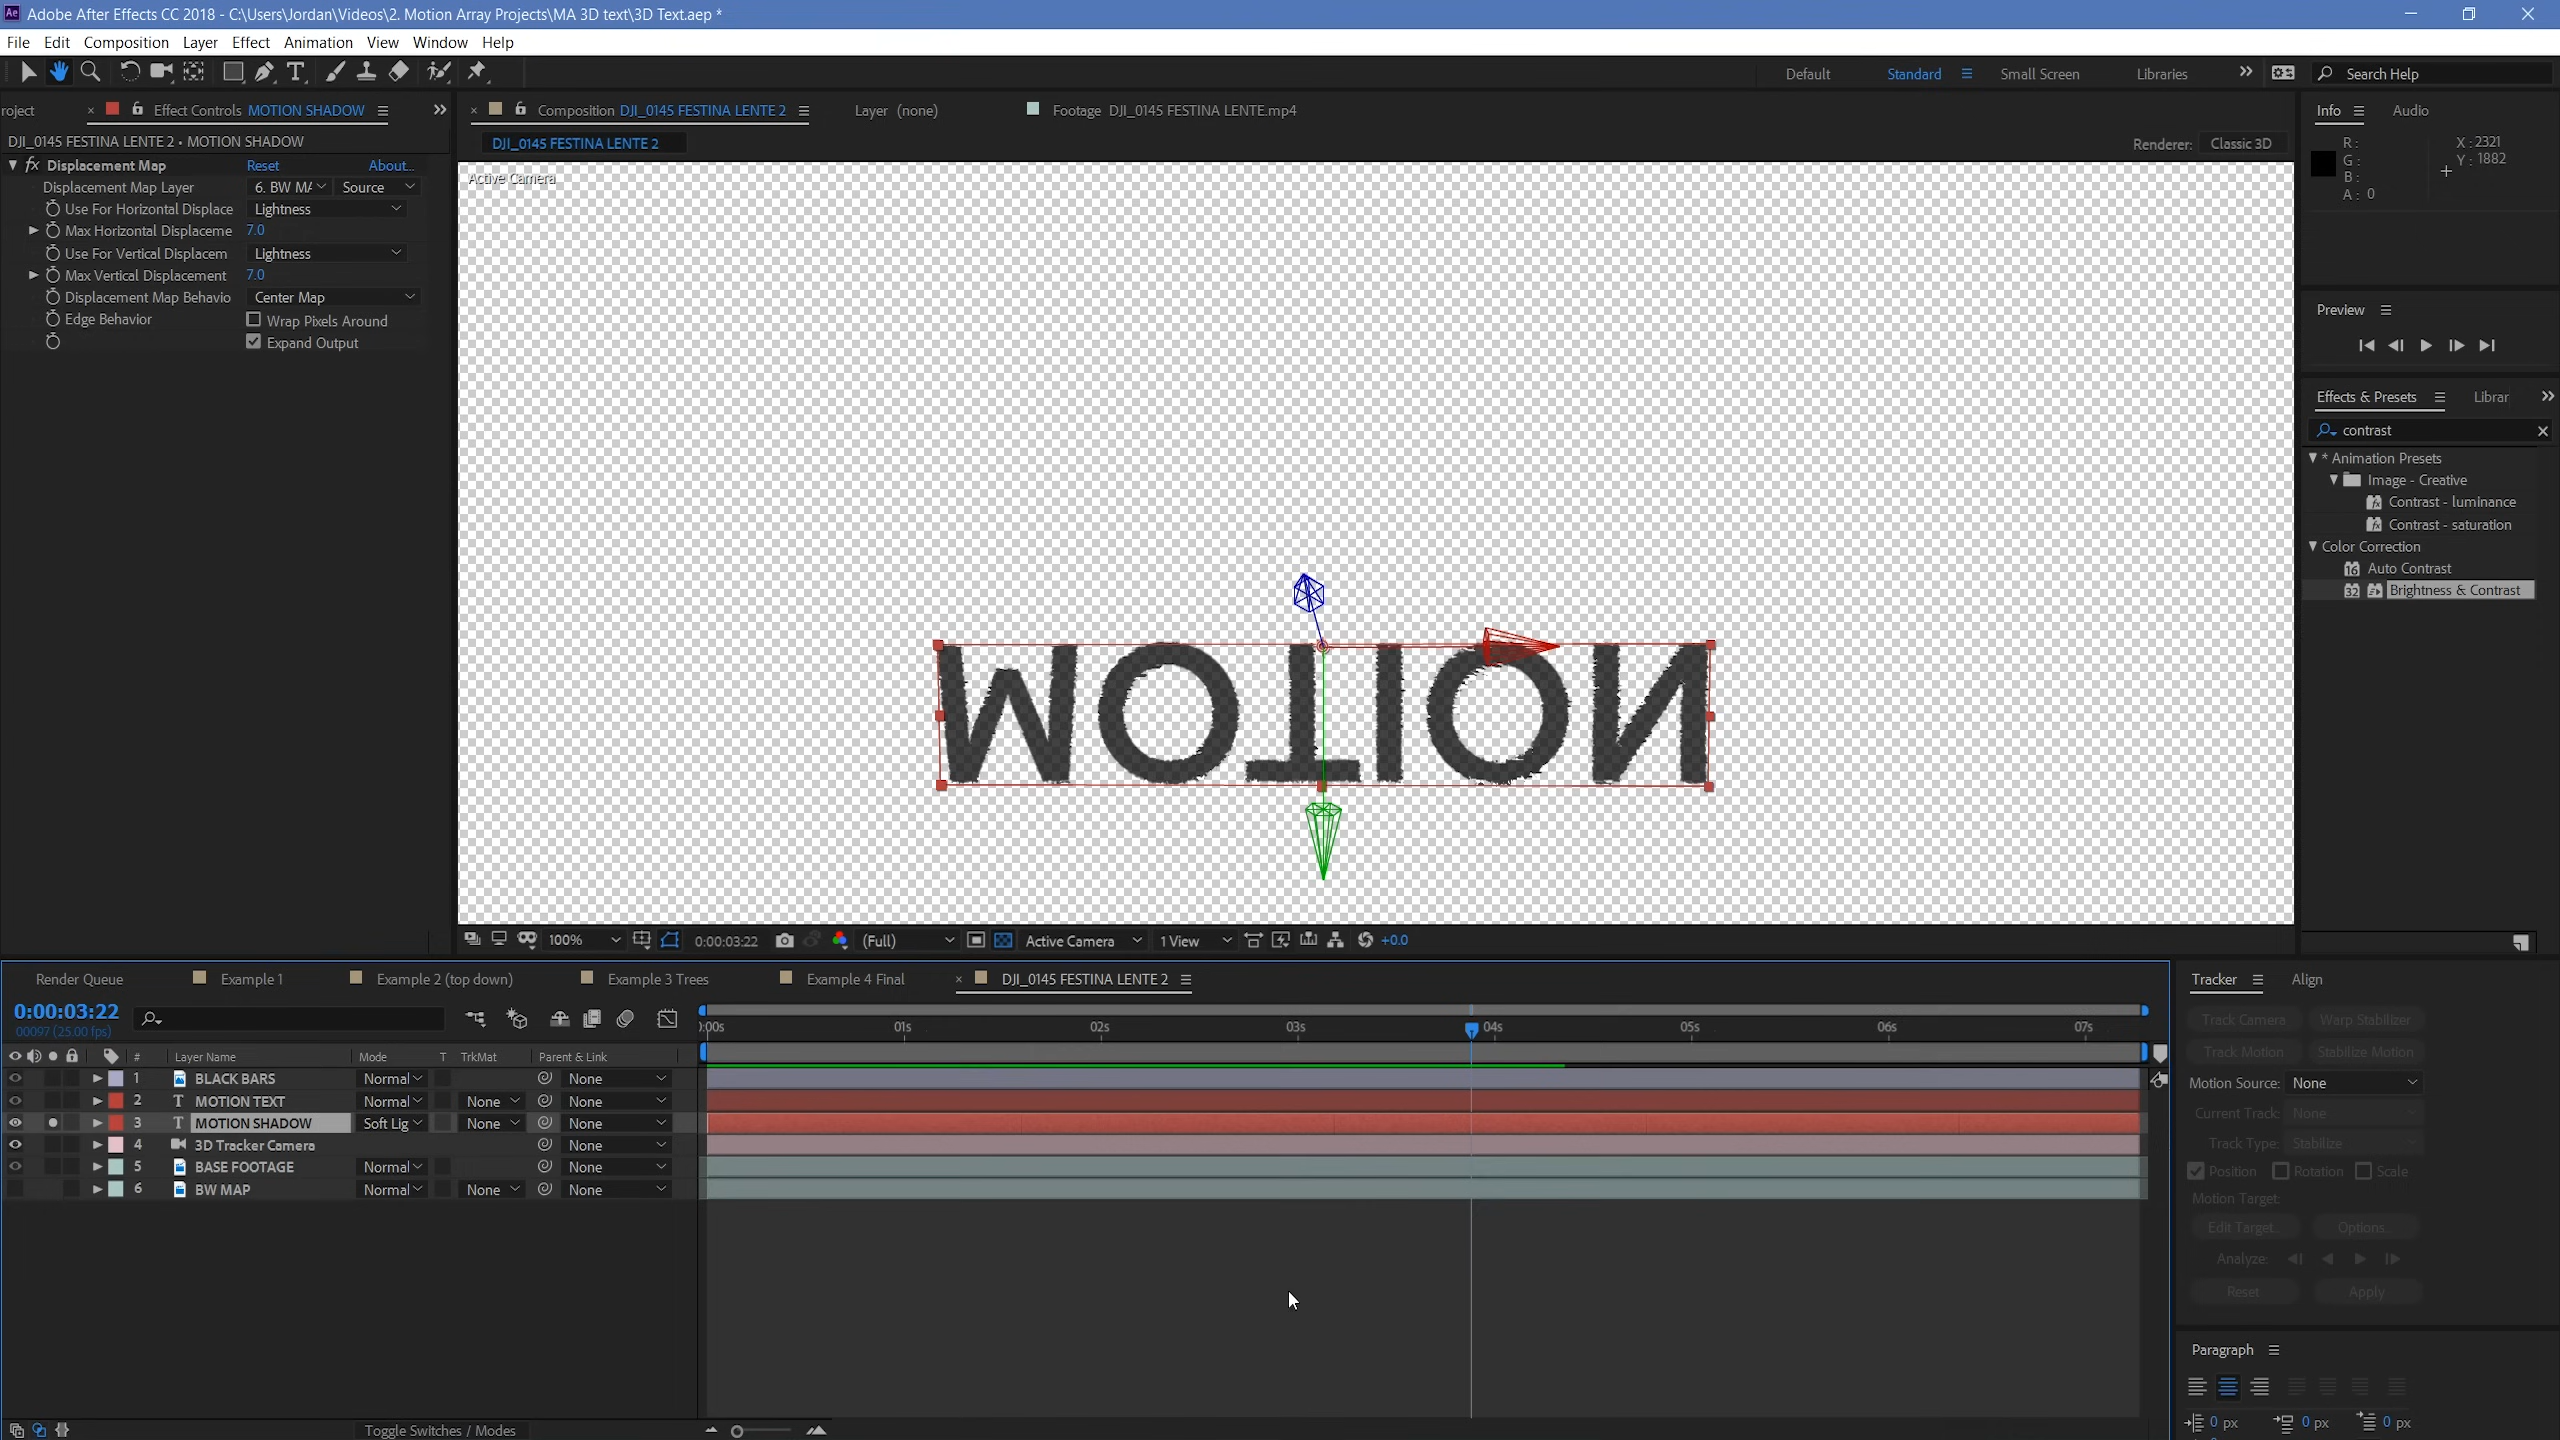 Adobe After Effects CC 2018 - C:\Users\Jordan\Videos\2. Motion Array Projects\MA 3D text\3D Text.aep *
File Edit Composition Layer Effect Animation View Window Help
Default Standard Small Screen Libraries Search Help
roject × Effect Controls MOTION SHADOW
× Composition DJI_0145 FESTINA LENTE 2 Layer (none) Footage DJI_0145 FESTINA LENTE.mp4
Info Audio
DJI_0145 FESTINA LENTE 2 • MOTION SHADOW
DJI_0145 FESTINA LENTE 2
Renderer: Classic 3D
R: X: 2321
G: Y: 1882
B:
A: 0
fx Displacement Map Reset About...
Displacement Map Layer 6. BW MA Source
Use For Horizontal Displace Lightness
Max Horizontal Displaceme 7.0
Use For Vertical Displacem Lightness
Max Vertical Displacement 7.0
Displacement Map Behavio Center Map
Edge Behavior Wrap Pixels Around
Expand Output
Active Camera
MOTION
Preview
Effects & Presets Librar
contrast
* Animation Presets
Image - Creative
Contrast - luminance
Contrast - saturation
Color Correction
16 Auto Contrast
32 Brightness & Contrast
100% 0:00:03:22 (Full) Active Camera 1 View +0.0
Render Queue Example 1 Example 2 (top down) Example 3 Trees Example 4 Final × DJI_0145 FESTINA LENTE 2
0:00:03:22
00097 (25.00 fps)
):00s 01s 02s 03s 04s 05s 06s 07s
# Layer Name Mode T TrkMat Parent & Link
1 BLACK BARS Normal None
2 T MOTION TEXT Normal None None
3 T MOTION SHADOW Soft Lig None None
4 3D Tracker Camera None
5 BASE FOOTAGE Normal None
6 BW MAP Normal None None
Toggle Switches / Modes
Tracker Align
Track Camera Warp Stabilizer
Track Motion Stabilize Motion
Motion Source: None
Current Track: None
Track Type: Stabilize
Position Rotation Scale
Motion Target:
Edit Target... Options...
Analyze:
Reset Apply
Paragraph
0 px 0 px 0 px